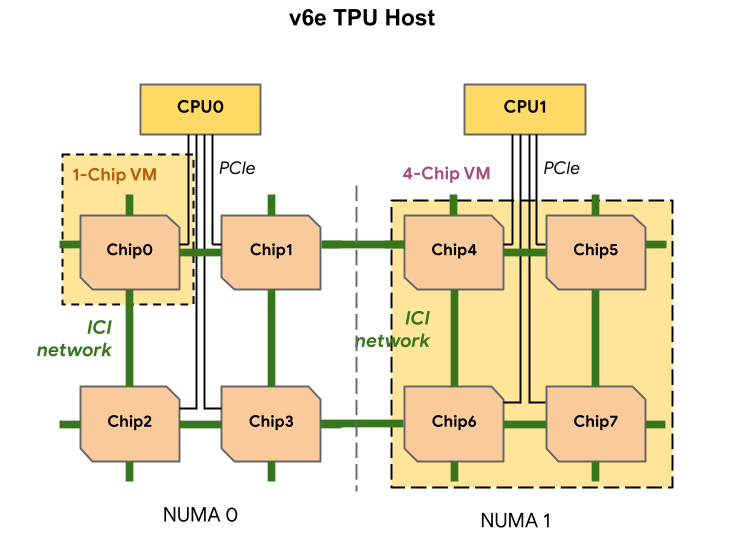 v6e TPU Host
CPU0
CPU1
PCIe
PCIe
1-Chip VM
4-Chip VM
Chip0
Chip1
Chip4
Chip5
ICI
network
ICI
network
Chip2
Chip3
Chip6
Chip7
NUMA 0
NUMA 1